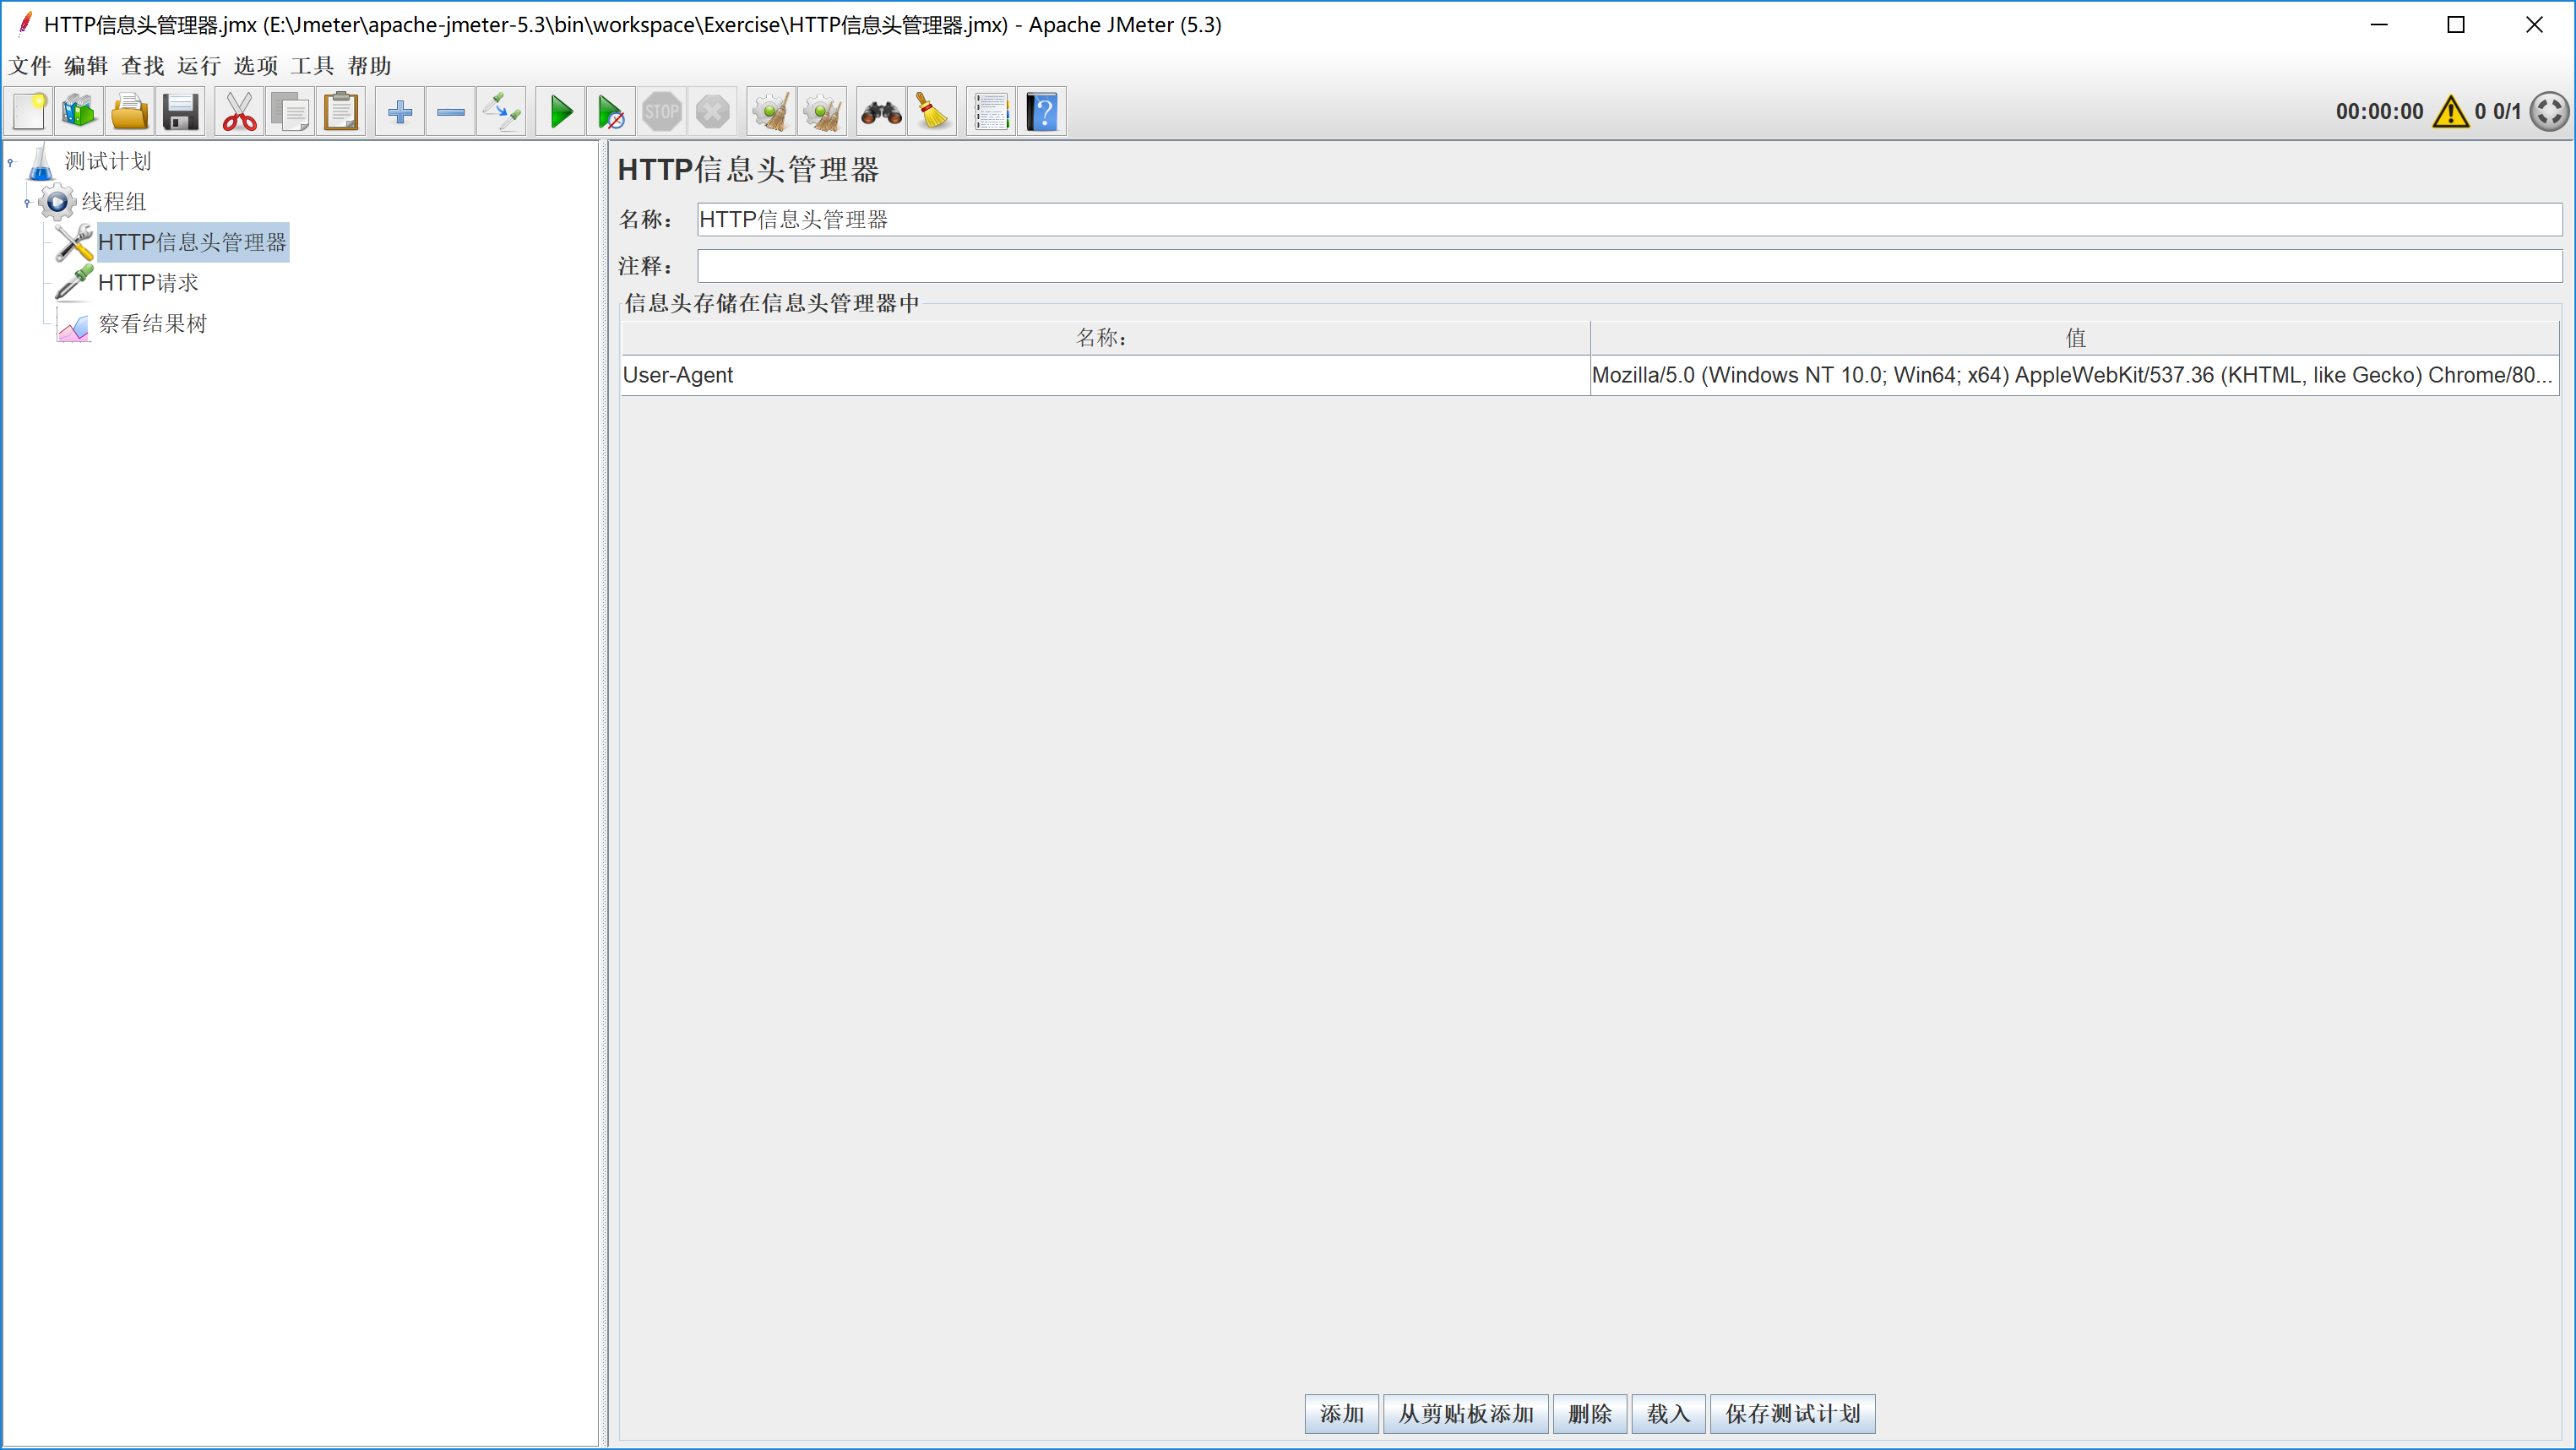 HTTP信息头管理器.jmx (E:\Jmeter\apache-jmeter-5.3\bin\workspace\Exercise\HTTP信息头管理器.jmx) - Apache JMeter (5.3)
文件 编辑 查找 运行 选项 工具 帮助
STOP
00:00:00 0 0/1
测试计划
线程组
HTTP信息头管理器
HTTP请求
察看结果树
HTTP信息头管理器
名称： HTTP信息头管理器
注释：
信息头存储在信息头管理器中
名称： 值
User-Agent Mozilla/5.0 (Windows NT 10.0; Win64; x64) AppleWebKit/537.36 (KHTML, like Gecko) Chrome/80...
添加 从剪贴板添加 删除 载入 保存测试计划